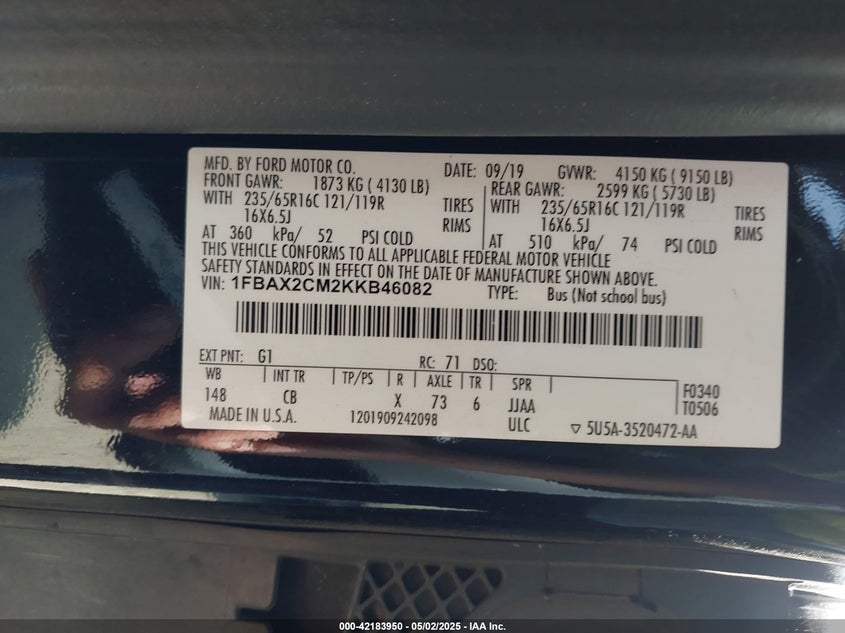 MFD. BY FORD MOTOR CO. DATE: 09/19 GVWR: 4150 KG ( 9150 LB)
FRONT GAWR: 1873 KG ( 4130 LB) REAR GAWR: 2599 KG ( 5730 LB)
WITH 235/65R16C 121/119R TIRES WITH 235/65R16C 121/119R TIRES
16X6.5J RIMS 16X6.5J RIMS
AT 360 kPa/ 52 PSI COLD AT 510 kPa/ 74 PSI COLD
THIS VEHICLE CONFORMS TO ALL APPLICABLE FEDERAL MOTOR VEHICLE
SAFETY STANDARDS IN EFFECT ON THE DATE OF MANUFACTURE SHOWN ABOVE.
VIN: 1FBAX2CM2KKB46082 TYPE: Bus (Not school bus)
EXT PNT: G1 RC: 71 DSO:
WB INT TR TP/PS R AXLE TR SPR F0340
148 CB X 73 6 JJAA T0506
MADE IN U.S.A. 1201909242098 ULC ▽ 5U5A-3520472-AA
000-42183950 - 05/02/2025 - IAA Inc.